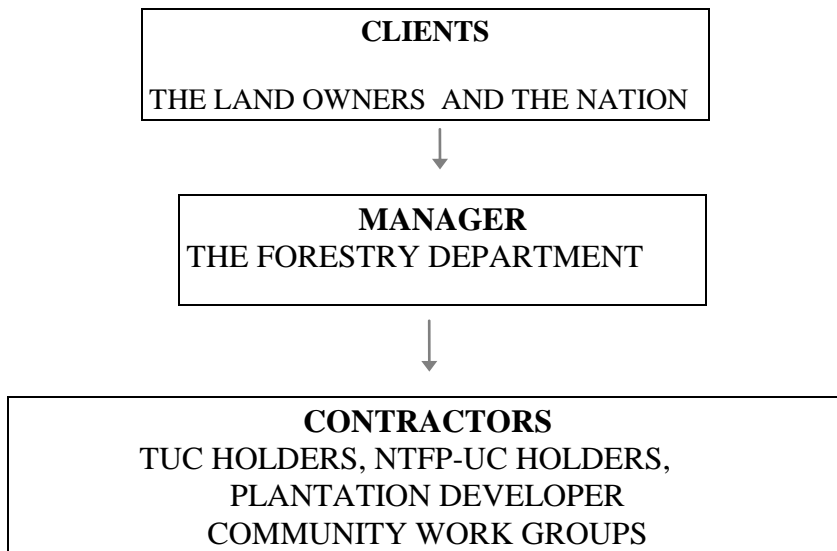 CLIENTS
THE LAND OWNERS AND THE NATION
MANAGER
THE FORESTRY DEPARTMENT
CONTRACTORS
TUC HOLDERS, NTFP-UC HOLDERS,
PLANTATION DEVELOPER
COMMUNITY WORK GROUPS